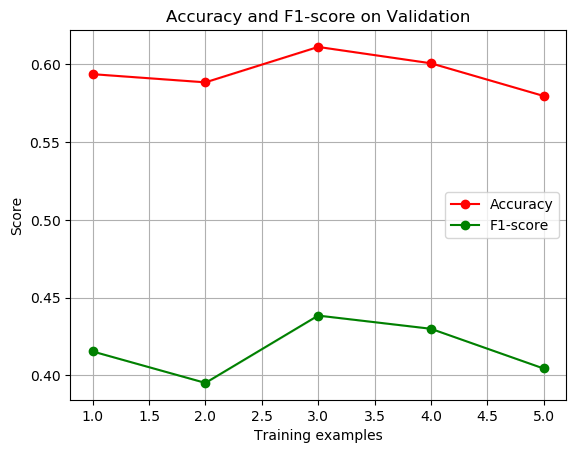 Accuracy and F1-score on Validation
0.60
0.55
0.50
0.45
0.40
Score
Accuracy
F1-score
1.0 1.5 2.0 2.5 3.0 3.5 4.0 4.5 5.0
Training examples